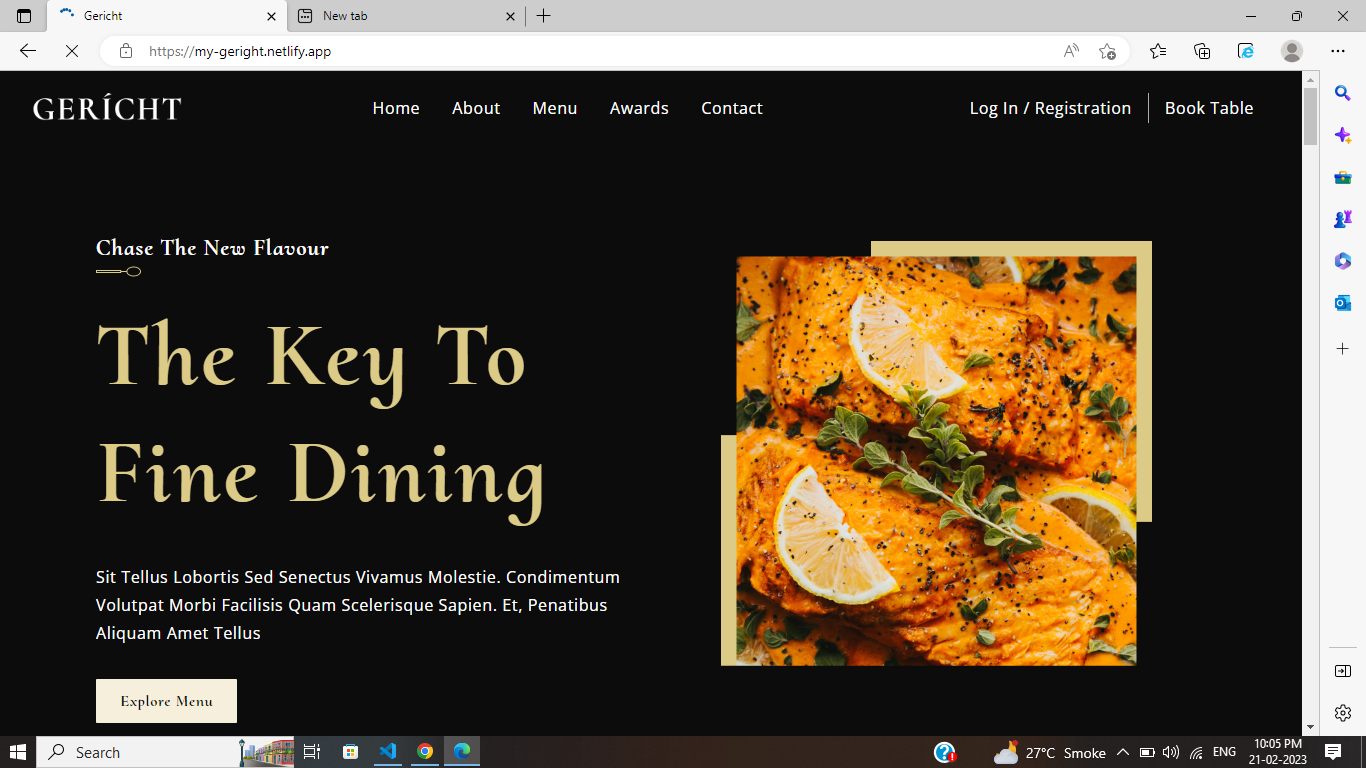 Gericht
New tab
https://my-geright.netlify.app
GERÍCHT
Home About Menu Awards Contact Log In / Registration Book Table
Chase The New Flavour
The Key To
Fine Dining
Sit Tellus Lobortis Sed Senectus Vivamus Molestie. Condimentum
Volutpat Morbi Facilisis Quam Scelerisque Sapien. Et, Penatibus
Aliquam Amet Tellus
Explore Menu
Search
27°C Smoke
ENG
10:05 PM
21-02-2023